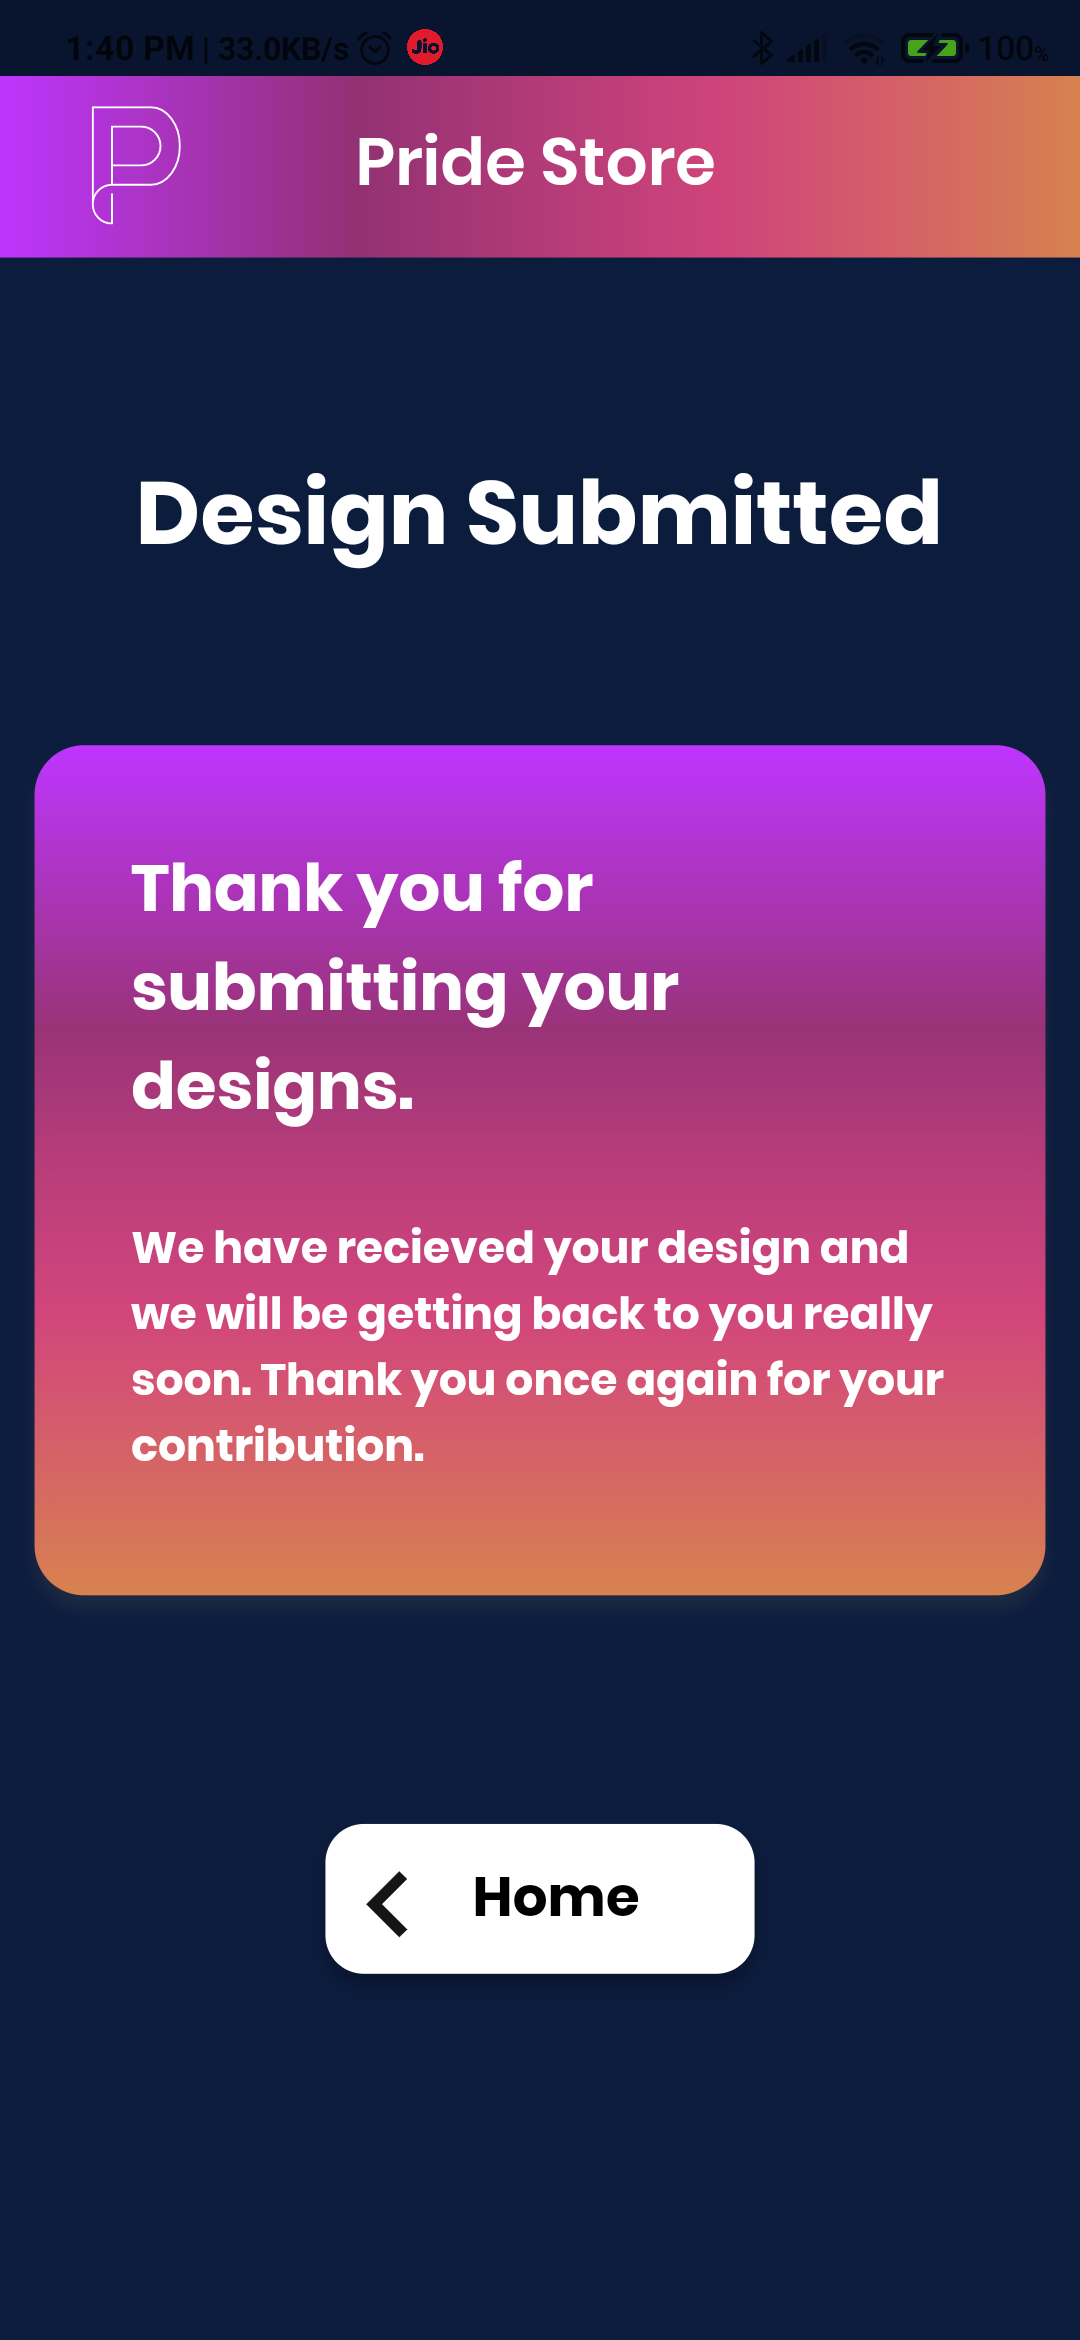 1:40 PM | 33.0KB/s Jio 100%
Pride Store
Design Submitted
Thank you for
submitting your
designs.
We have recieved your design and
we will be getting back to you really
soon. Thank you once again for your
contribution.
Home